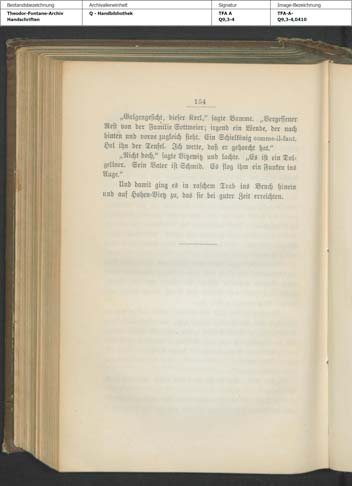 Bestandsbezeichnung Archivalieneinheit Signatur Image-Bezeichnung
Theodor-Fontane-Archiv Q - Handbibliothek TFA A TFA-A-
Handschriften Q9,3-4 Q9,3-4,0410
154
„Galgengesicht, dieser Kerl,“ sagte Bamme. „Vergessener
Rest von der Familie Sottmeier; irgend ein Wende, der nach
hinten und vorne zugleich sieht. Ein Schielkönig comme-il-faut.
Hol ihn der Teufel. Ich wette, daß er gehorcht hat.“
„Nicht doch,“ sagte Vitzewitz und lachte. „Es ist ein Dol-
gelliner. Sein Vater ist Schmid. Es flog ihm ein Funken ins
Auge.“
Und damit ging es in raschem Trab ins Bruch hinein
und auf Hohen-Vietz zu, das sie bei guter Zeit erreichten.